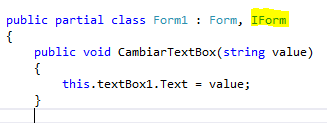 public partial class Form1 : Form, IForm
{
    public void CambiarTextBox(string value)
    {
        this.textBox1.Text = value;
    }